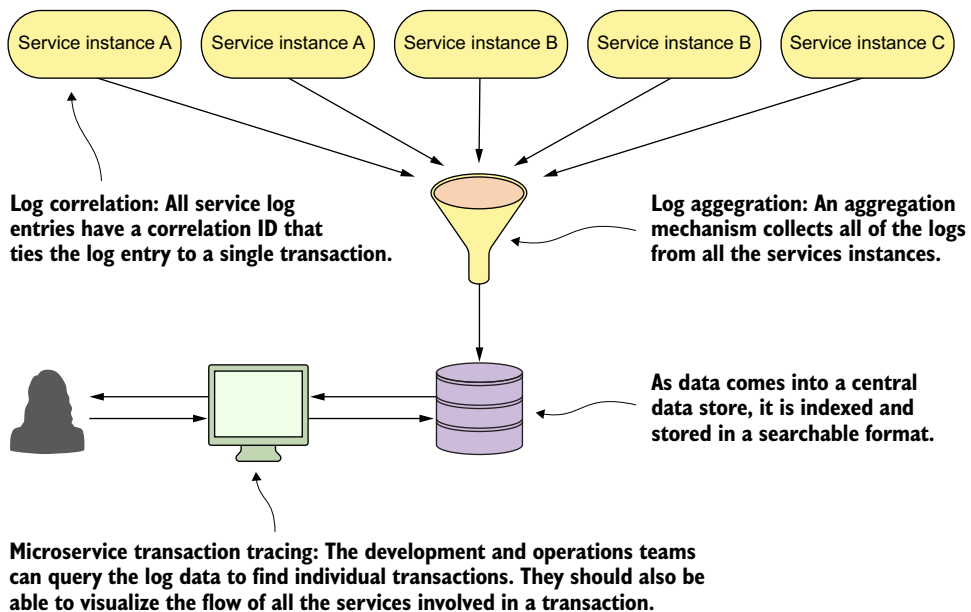 Service instance A
Service instance A
Service instance B
Service instance B
Service instance C
Log correlation: All service log
entries have a correlation ID that
ties the log entry to a single transaction.
Log aggegration: An aggregation
mechanism collects all of the logs
from all the services instances.
As data comes into a central
data store, it is indexed and
stored in a searchable format.
Microservice transaction tracing: The development and operations teams
can query the log data to find individual transactions. They should also be
able to visualize the flow of all the services involved in a transaction.